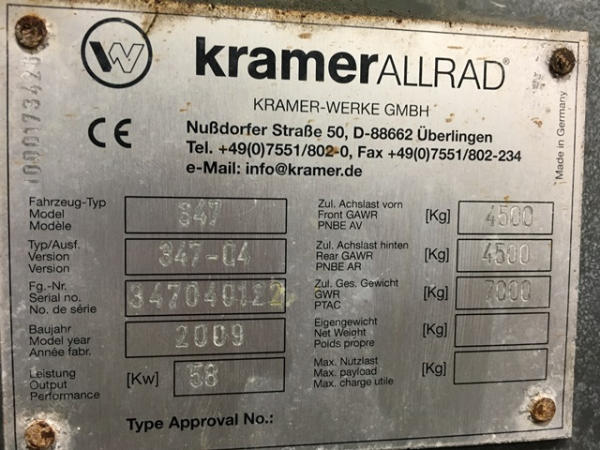 W
kramerALLRAD®
KRAMER-WERKE GMBH
CE
Nußdorfer Straße 50, D-88662 Überlingen
Tel. +49(0)7551/802-0, Fax +49(0)7551/802-234
e-Mail: info@kramer.de
Made in Germany
Fahrzeug-Typ
Model
Modèle
347
Typ/Ausf.
Version
Version
347-04
Fg.-Nr.
Serial no.
No. de série
347040122
Baujahr
Model year
Année fabr.
2009
Leistung
Output
Performance
[Kw]
58
Zul. Achslast vorn
Front GAWR
PNBE AV
[Kg]
4500
Zul. Achslast hinten
Rear GAWR
PNBE AR
[Kg]
4500
Zul. Ges. Gewicht
GWR
PTAC
[Kg]
7000
Eigengewicht
Net Weight
Poids propre
[Kg]
Max. Nutzlast
Max. payload
Max. charge utile
[Kg]
Type Approval No.: